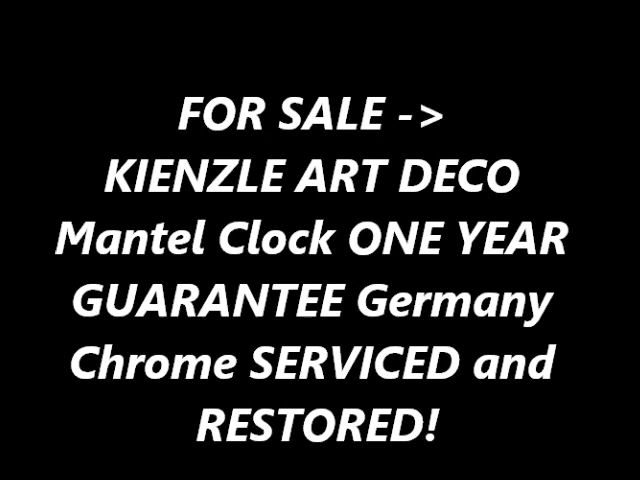 FOR SALE ->
KIENZLE ART DECO
Mantel Clock ONE YEAR
GUARANTEE Germany
Chrome SERVICED and
RESTORED!